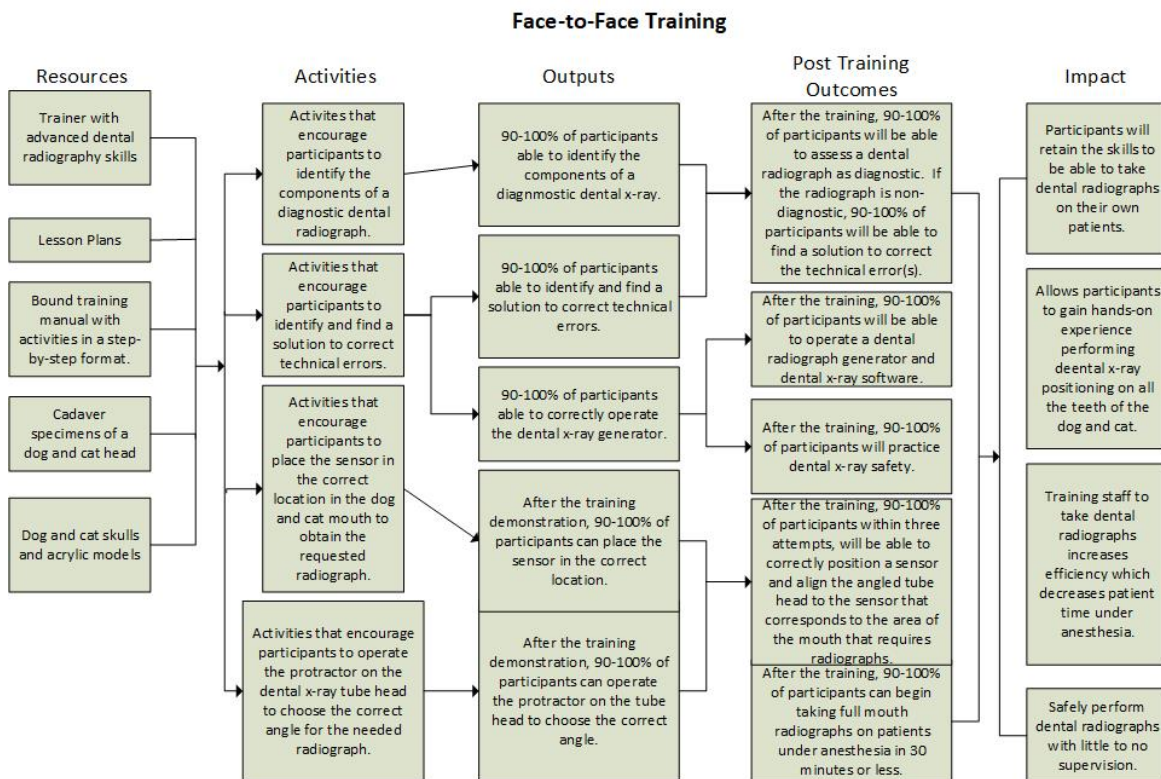 Face-to-Face Training
Resources
Trainer with
advanced dental
radiography skills
Lesson Plans
Bound training
manual with
activities in a step-
by-step format.
Cadaver
specimens of a
dog and cat head
Dog and cat skulls
and acrylic models
Activities
Activites that
encourage
participants to
identify the
components of a
diagnostic dental
radiograph.
Activities that
encourage
participants to
identify and find a
solution to correct
technical errors.
Activities that
encourage
participants to
place the sensor in
the correct
location in the dog
and cat mouth to
obtain the
requested
radiograph.
Activities that encourage
participants to operate
the protractor on the
dental x-ray tube head
to choose the correct
angle for the needed
radiograph.
Outputs
90-100% of participants
able to identify the
components of a
diagnmostic dental x-ray.
90-100% of participants
able to identify and find a
solution to correct technical
errors.
90-100% of participants
able to correctly operate
the dental x-ray generator.
After the training
demonstration, 90-100% of
participants can place the
sensor in the correct
location.
After the training
demonstration, 90-100% of
participants can operate
the protractor on the tube
head to choose the correct
angle.
Post Training
Outcomes
After the training, 90-100%
of participants will be able
to assess a dental
radiograph as diagnostic.  If
the radiograph is non-
diagnostic, 90-100% of
participants will be able to
find a solution to correct
the technical error(s).
After the training, 90-100%
of participants will be able
to operate a dental
radiograph generator and
dental x-ray software.
After the training, 90-100%
of participants will practice
dental x-ray safety.
After the training, 90-100%
of participants within three
attempts, will be able to
correctly position a sensor
and align the angled tube
head to the sensor that
corresponds to the area of
the mouth that requires
radiographs.
After the training, 90-100%
of participants can begin
taking full mouth
radiographs on patients
under anesthesia in 30
minutes or less.
Impact
Participants will
retain the skills to
be able to take
dental radiographs
on their own
patients.
Allows participants
to gain hands-on
experience
performing
deental x-ray
positioning on all
the teeth of the
dog and cat.
Training staff to
take dental
radiographs
increases
efficiency which
decreases patient
time under
anesthesia.
Safely perform
dental radiographs
with little to no
supervision.